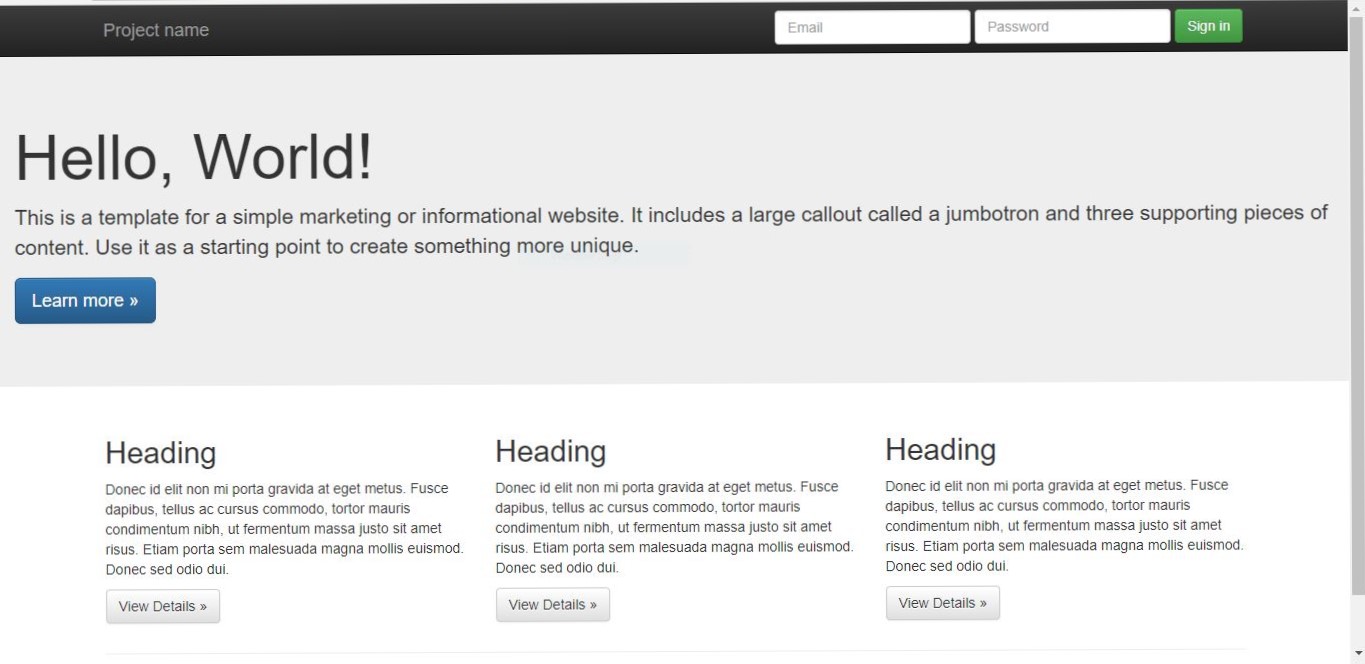 Project name
Email
Password
Sign in
Hello, World!
This is a template for a simple marketing or informational website. It includes a large callout called a jumbotron and three supporting pieces of
content. Use it as a starting point to create something more unique.
Learn more »
Heading
Donec id elit non mi porta gravida at eget metus. Fusce
dapibus, tellus ac cursus commodo, tortor mauris
condimentum nibh, ut fermentum massa justo sit amet
risus. Etiam porta sem malesuada magna mollis euismod.
Donec sed odio dui.
View Details »
Heading
Donec id elit non mi porta gravida at eget metus. Fusce
dapibus, tellus ac cursus commodo, tortor mauris
condimentum nibh, ut fermentum massa justo sit amet
risus. Etiam porta sem malesuada magna mollis euismod.
Donec sed odio dui.
View Details »
Heading
Donec id elit non mi porta gravida at eget metus. Fusce
dapibus, tellus ac cursus commodo, tortor mauris
condimentum nibh, ut fermentum massa justo sit amet
risus. Etiam porta sem malesuada magna mollis euismod.
Donec sed odio dui.
View Details »